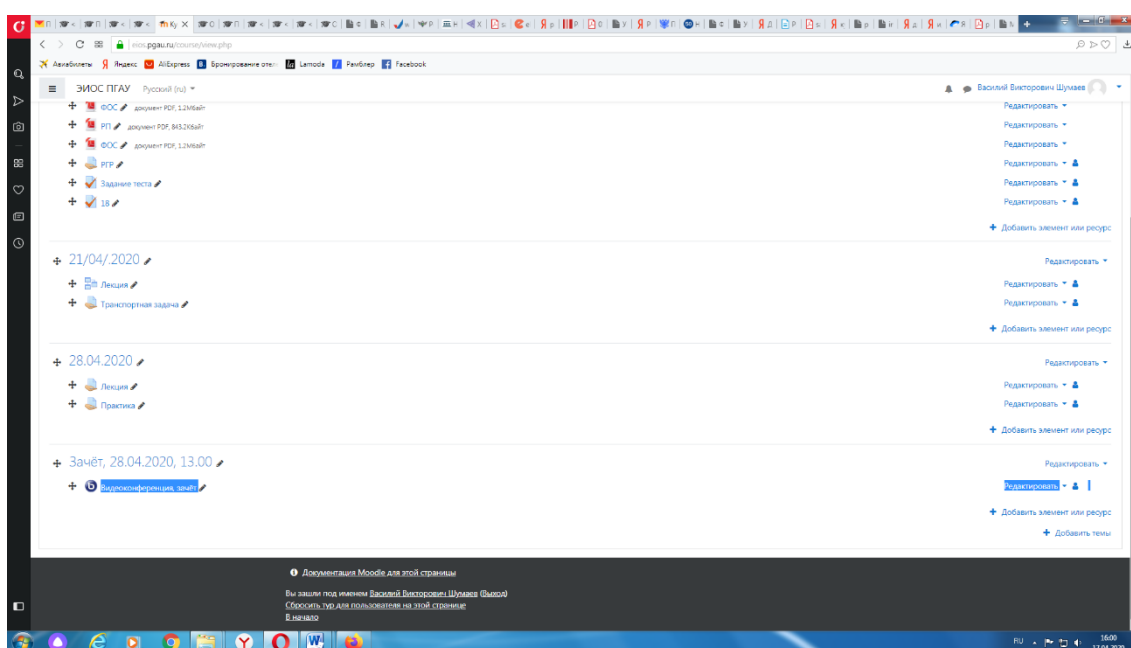 eios.pgau.ru/course/view.php
Авиабилеты Яндекс AliExpress Бронирование отел Lamoda Рамблер Facebook
ЭИОС ПГАУ Русский (ru) Василий Викторович Шумаев
ФОС документ PDF, 1.2Мбайт Редактировать
РП документ PDF, 843.2Кбайт Редактировать
ФОС документ PDF, 1.2Мбайт Редактировать
РГР Редактировать
Задание теста Редактировать
18 Редактировать
Добавить элемент или ресурс
21/04/.2020 Редактировать
Лекция Редактировать
Транспортная задача Редактировать
Добавить элемент или ресурс
28.04.2020 Редактировать
Лекция Редактировать
Практика Редактировать
Добавить элемент или ресурс
Зачёт, 28.04.2020, 13.00 Редактировать
Видеоконференция, зачёт Редактировать
Добавить элемент или ресурс
Добавить темы
Документация Moodle для этой страницы
Вы зашли под именем Василий Викторович Шумаев (Выход)
Сбросить тур для пользователя на этой странице
В начало
RU 16:00
17.04.2020